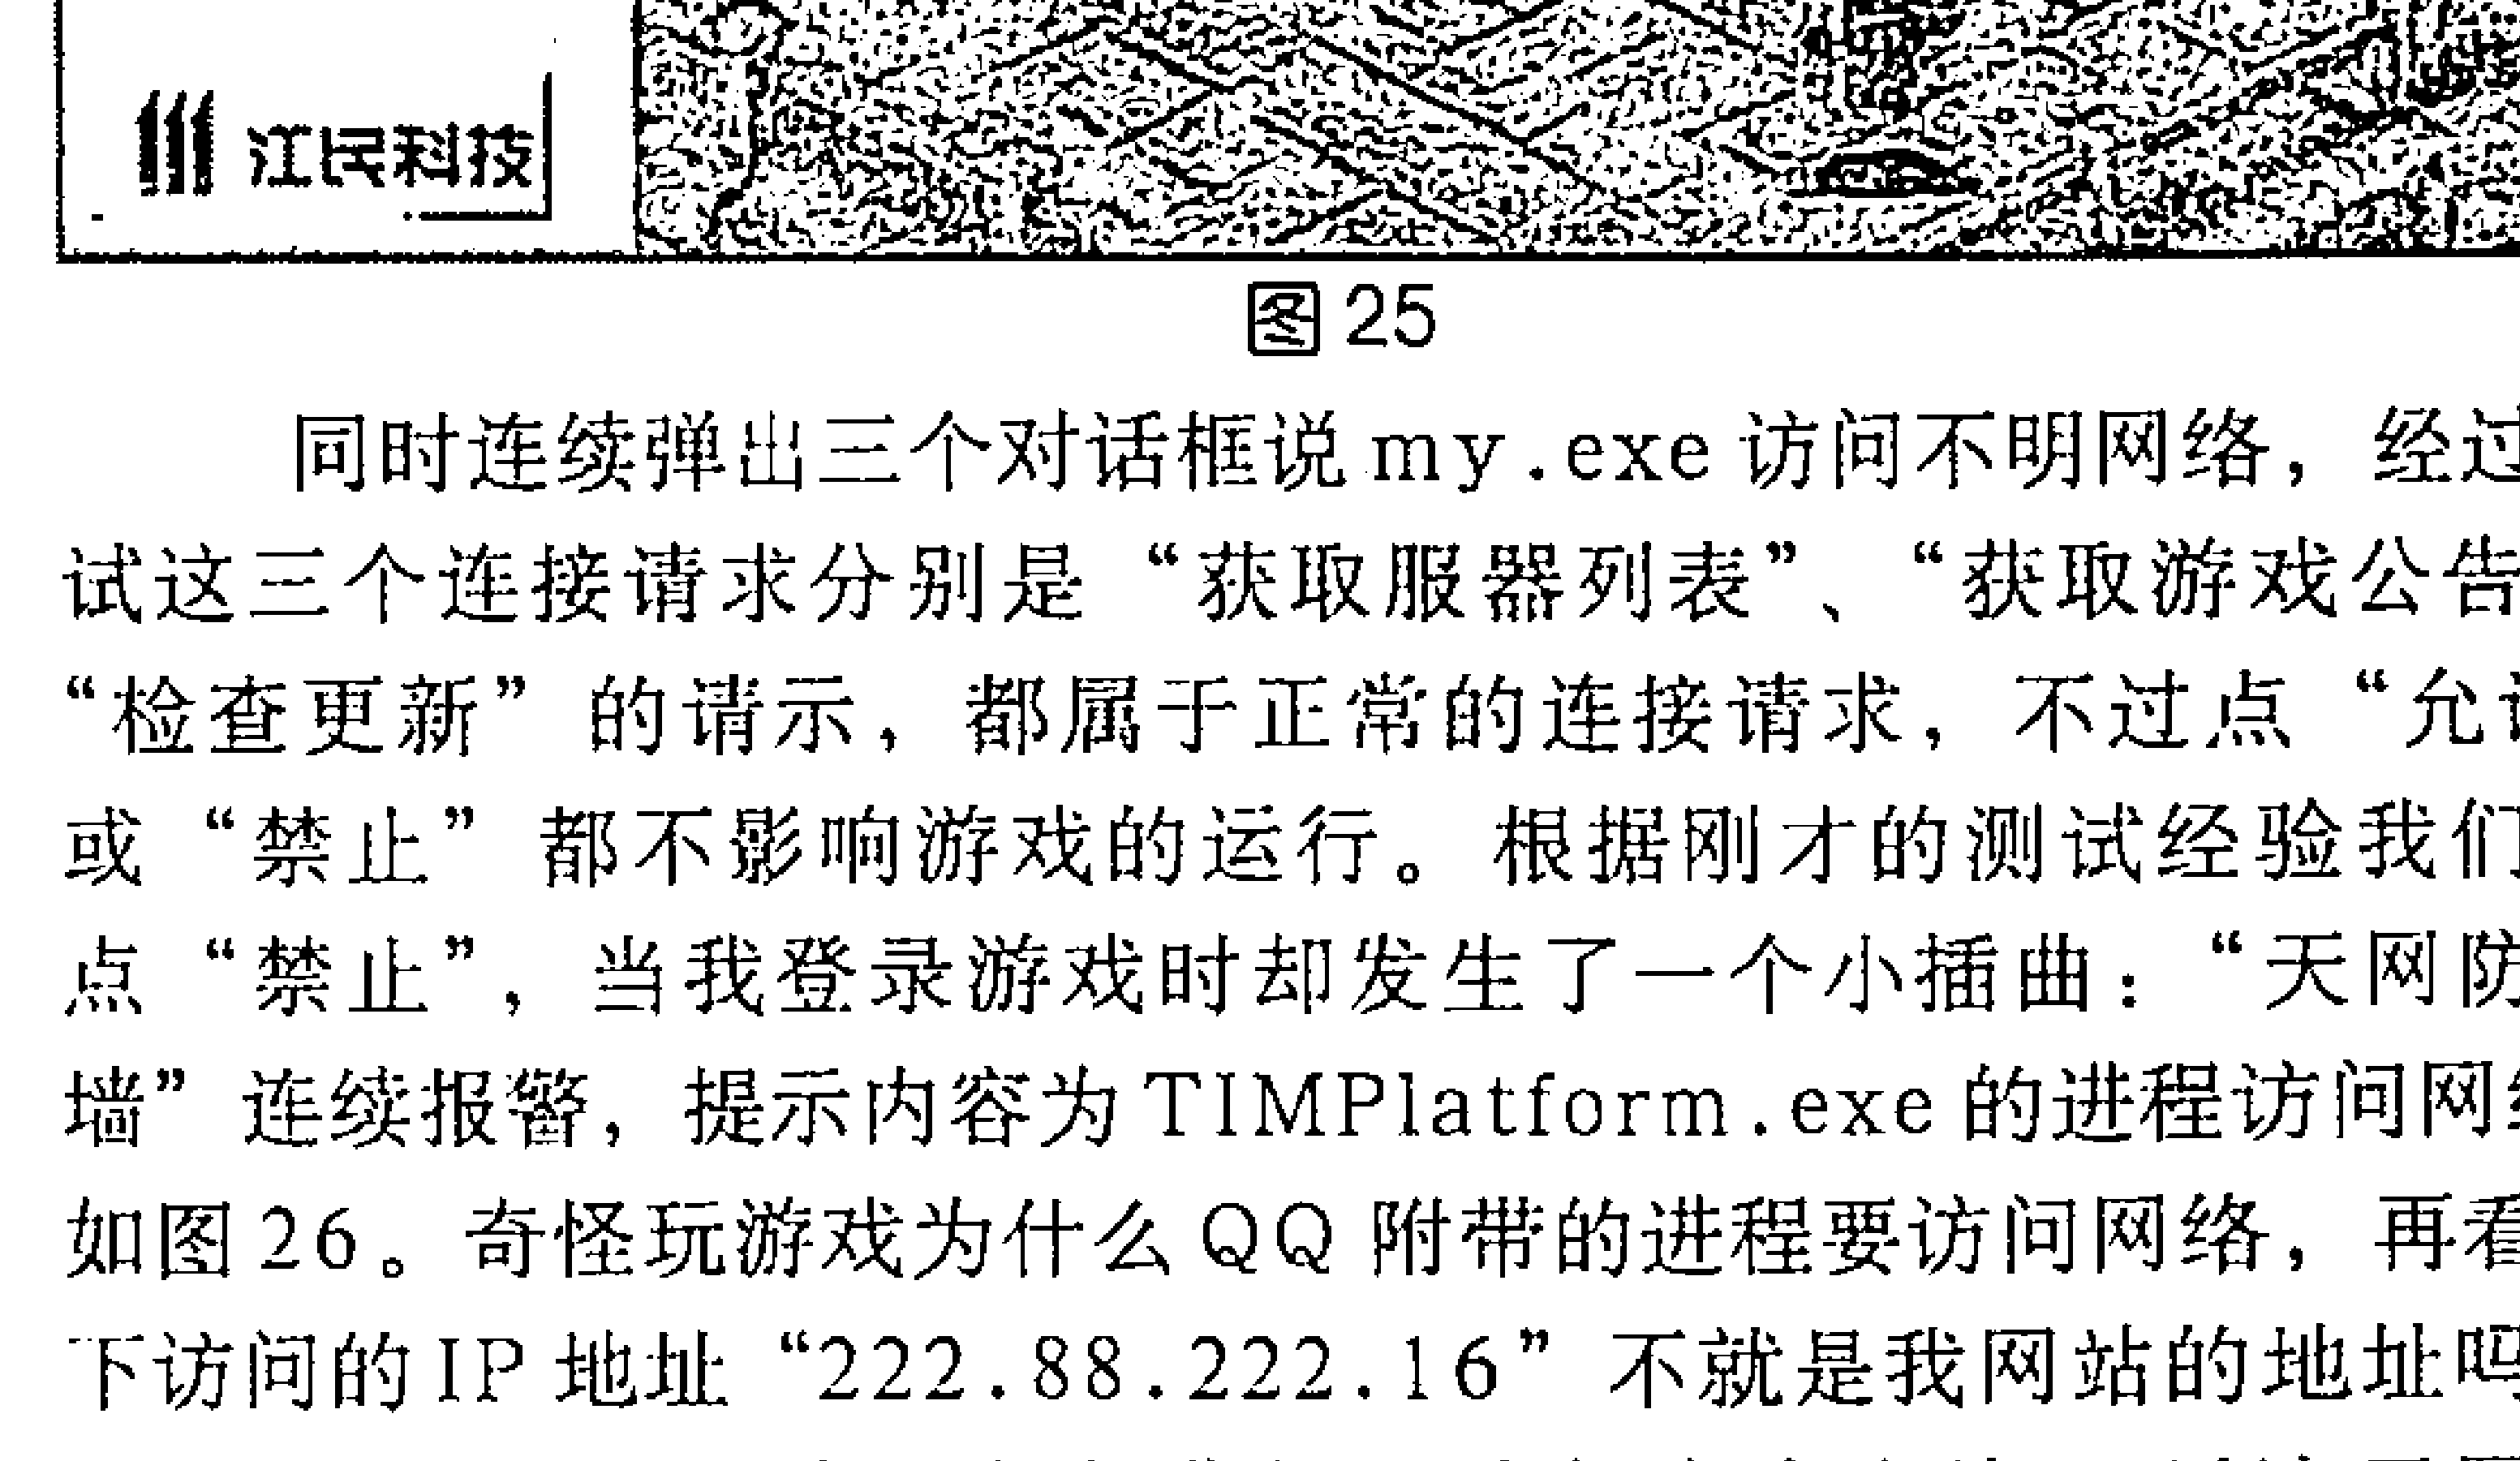 江民科技
图25
同时连续弹出三个对话框说my.exe访问不明网络，经过
试这三个连接请求分别是“获取服器列表”、“获取游戏公告
“检查更新”的请示，都属于正常的连接请求，不过点“允
或“禁止”都不影响游戏的运行。根据刚才的测试经验我们
点“禁止”，当我登录游戏时却发生了一个小插曲：“天网防
墙”连续报警，提示内容为TIMPlatform.exe的进程访问网
如图26。奇怪玩游戏为什么QQ附带的进程要访问网络，再看
下访问的IP地址“222.88.222.16”不就是我网站的地址吗